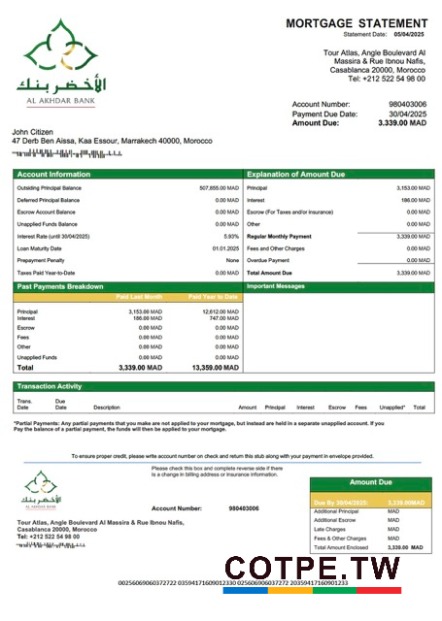 MORTGAGE STATEMENT
Statement Date: 05/04/2025
الأخضر بنك
AL AKHDAR BANK
Tour Atlas, Angle Boulevard Al
Massira & Rue Ibnou Nafis,
Casablanca 20000, Morocco
Tel: +212 522 54 98 00
Account Number: 980403006
Payment Due Date: 30/04/2025
Amount Due: 3.339.00 MAD
John Citizen
47 Derb Ben Aissa, Kaa Essour, Marrakech 40000, Morocco
Account Information
Outsiding Principal Balance 507,655.00 MAD
Deferred Principal Balance 0.00 MAD
Escrow Account Balance 0.00 MAD
Unapplied Funds Balance 0.00 MAD
Interest Rate (until 30/04/2025) 5.93%
Loan Maturity Date 01.01.2025
Prepayment Penalty None
Taxes Paid Year-to-Date 0.00 MAD
Explanation of Amount Due
Principal 3,153.00 MAD
Interest 186.00 MAD
Escrow (For Taxes and/or Insurance) 0.00 MAD
Other 0.00 MAD
Regular Monthly Payment 3,339.00 MAD
Fees and Other Charges 0.00 MAD
Overdue Payment 0.00 MAD
Total Amount Due 3,339.00 MAD
Past Payments Breakdown
Paid Last Month Paid Year to Date
Principal 3,153.00 MAD 12,612.00 MAD
Interest 186.00 MAD 747.00 MAD
Escrow 0.00 MAD 0.00 MAD
Fees 0.00 MAD 0.00 MAD
Other 0.00 MAD 0.00 MAD
Unapplied Funds 0.00 MAD 0.00 MAD
Total 3,339.00 MAD 13,359.00 MAD
Important Messages
Transaction Activity
Trans. Date Due Date Description Amount Principal Interest Escrow Fees Unapplied* Total
*Partial Payments: Any partial payments that you make are not applied to your mortgage, but instead are held in a separate unapplied account. If you
Pay the balance of a partial payment, the funds will then be applied to your mortgage.
To ensure proper credit, please write account number on check and return this stub along with your payment in envelope provided.
Please check this box and complete reverse side if there
is a change in billing address or insurance information.
الأخضر بنك
AL AKHDAR BANK
Account Number: 980403006
Tour Atlas, Angle Boulevard Al Massira & Rue Ibnou Nafis,
Casablanca 20000, Morocco
Tel: +212 522 54 98 00
Amount Due
Due By 30/04/2025: 3.339.00MAD
Additional Principal MAD
Additional Escrow MAD
Late Charges MAD
Fees & Other Charges MAD
Total Amount Enclosed 3,339.00 MAD
COTPE.TW